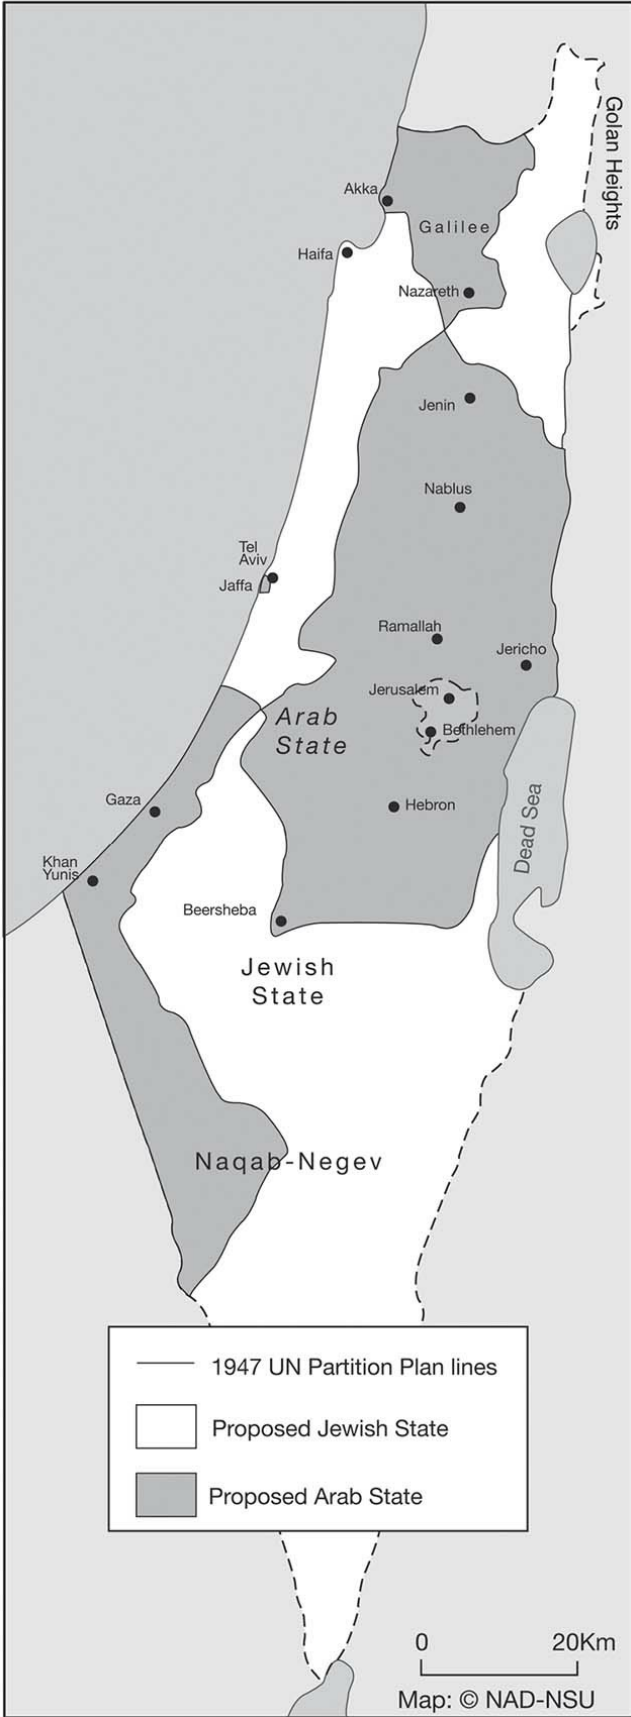 Golan Heights
Akka
Galilee
Haifa
Nazareth
Jenin
Nablus
Tel
Aviv
Jaffa
Ramallah
Jericho
Jerusalem
Arab
State
Bethlehem
Gaza
Hebron
Dead Sea
Khan
Yunis
Beersheba
Jewish
State
Naqab-Negev
1947 UN Partition Plan lines
Proposed Jewish State
Proposed Arab State
0 20Km
Map: © NAD-NSU